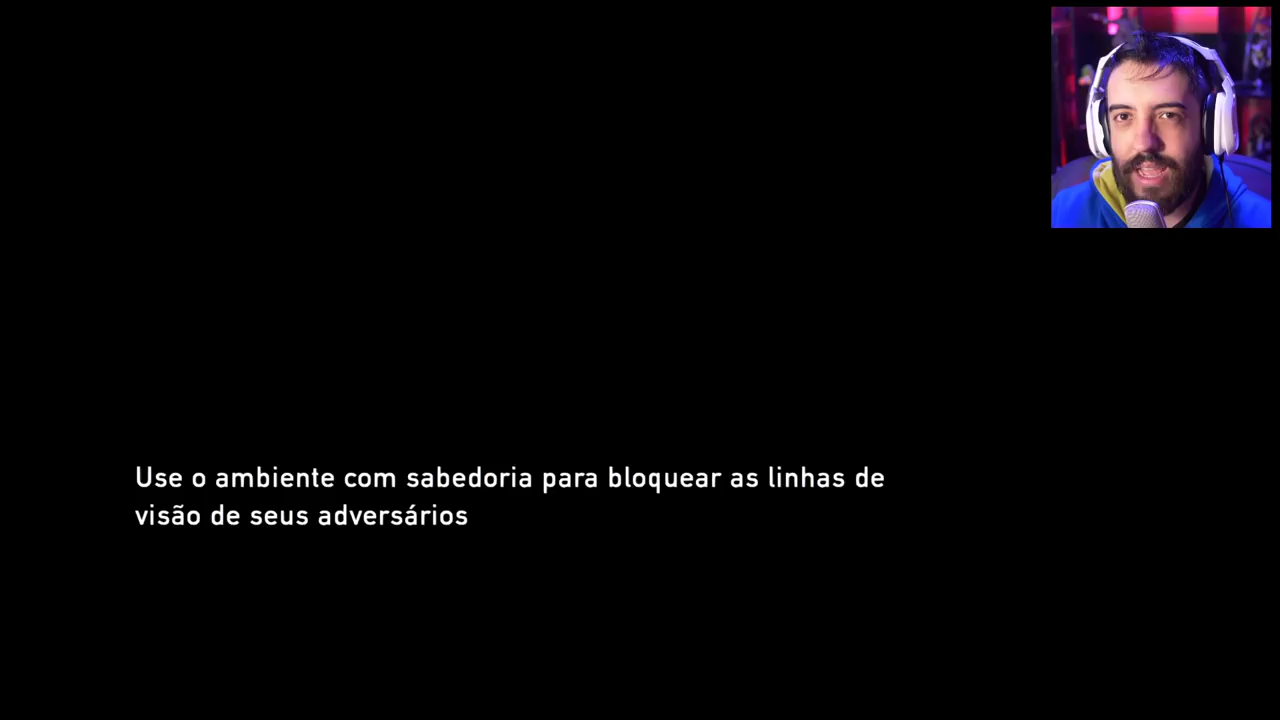 Use o ambiente com sabedoria para bloquear as linhas de
visão de seus adversários